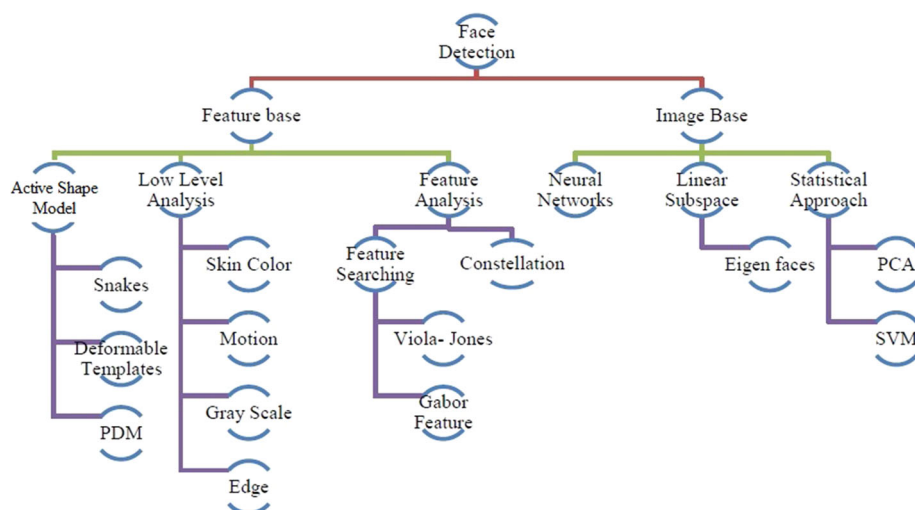 Face
Detection
Feature base
Image Base
Active Shape
Model
Low Level
Analysis
Feature
Analysis
Neural
Networks
Linear
Subspace
Statistical
Approach
Snakes
Deformable
Templates
PDM
Skin Color
Motion
Gray Scale
Edge
Feature
Searching
Constellation
Viola- Jones
Gabor
Feature
Eigen faces
PCA
SVM